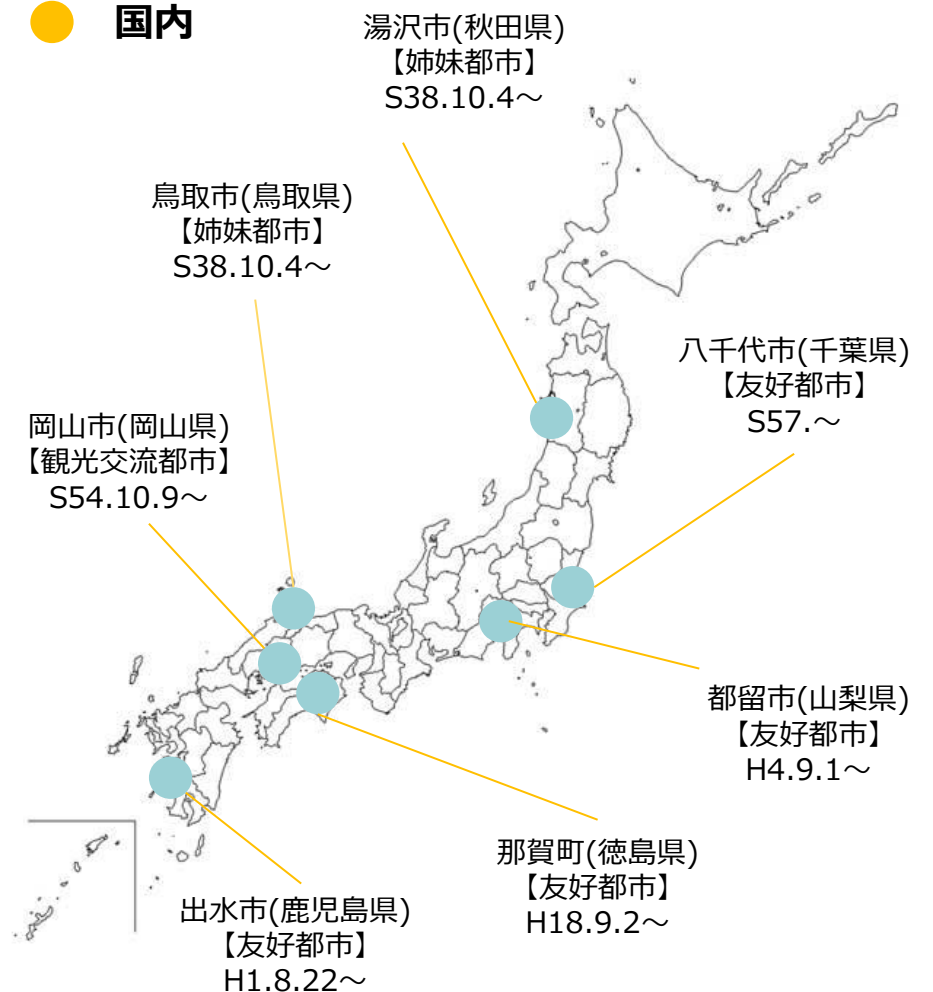 国内
湯沢市(秋田県)
【姉妹都市】
S38.10.4～
鳥取市(鳥取県)
【姉妹都市】
S38.10.4～
八千代市(千葉県)
【友好都市】
S57.～
岡山市(岡山県)
【観光交流都市】
S54.10.9～
都留市(山梨県)
【友好都市】
H4.9.1～
那賀町(徳島県)
【友好都市】
H18.9.2～
出水市(鹿児島県)
【友好都市】
H1.8.22～